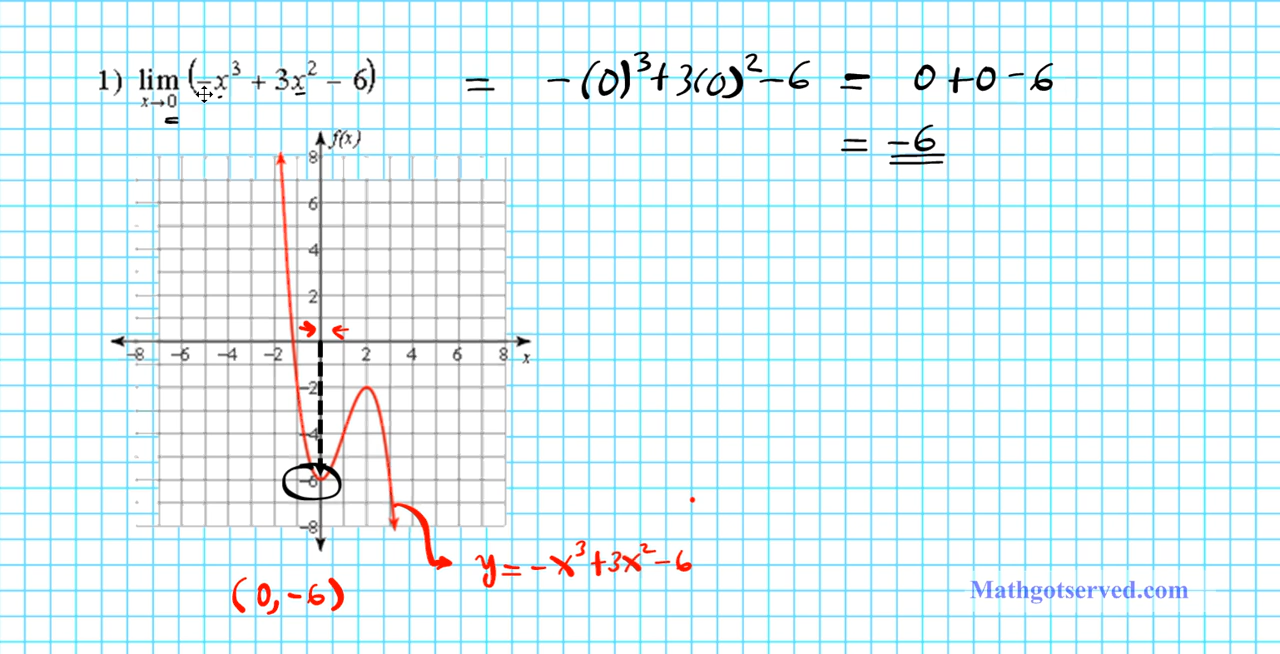 1) lim x→0 (−x³ + 3x² − 6) = -(0)³+3(0)²-6 = 0+0-6
= -6
f(x)
8
6
4
2
−8 −6 −4 −2 2 4 6 8 x
−2
−4
−6
−8
y=-x³+3x²-6
(0,-6)
Mathgotserved.com